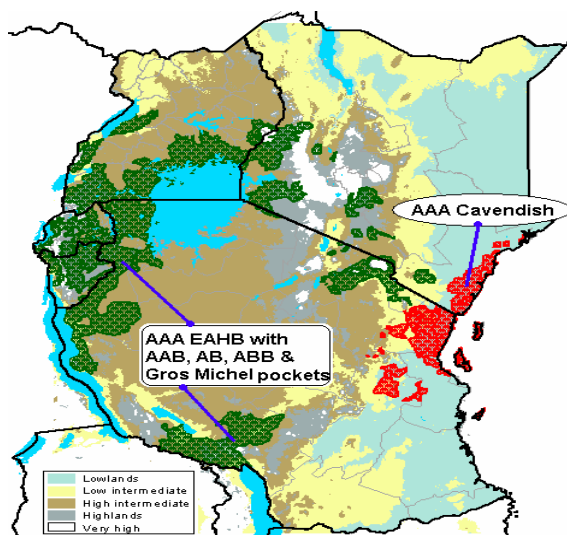 AAA Cavendish
AAA EAHB with
AAB, AB, ABB &
Gros Michel pockets
Lowlands
Low intermediate
High intermediate
Highlands
Very high